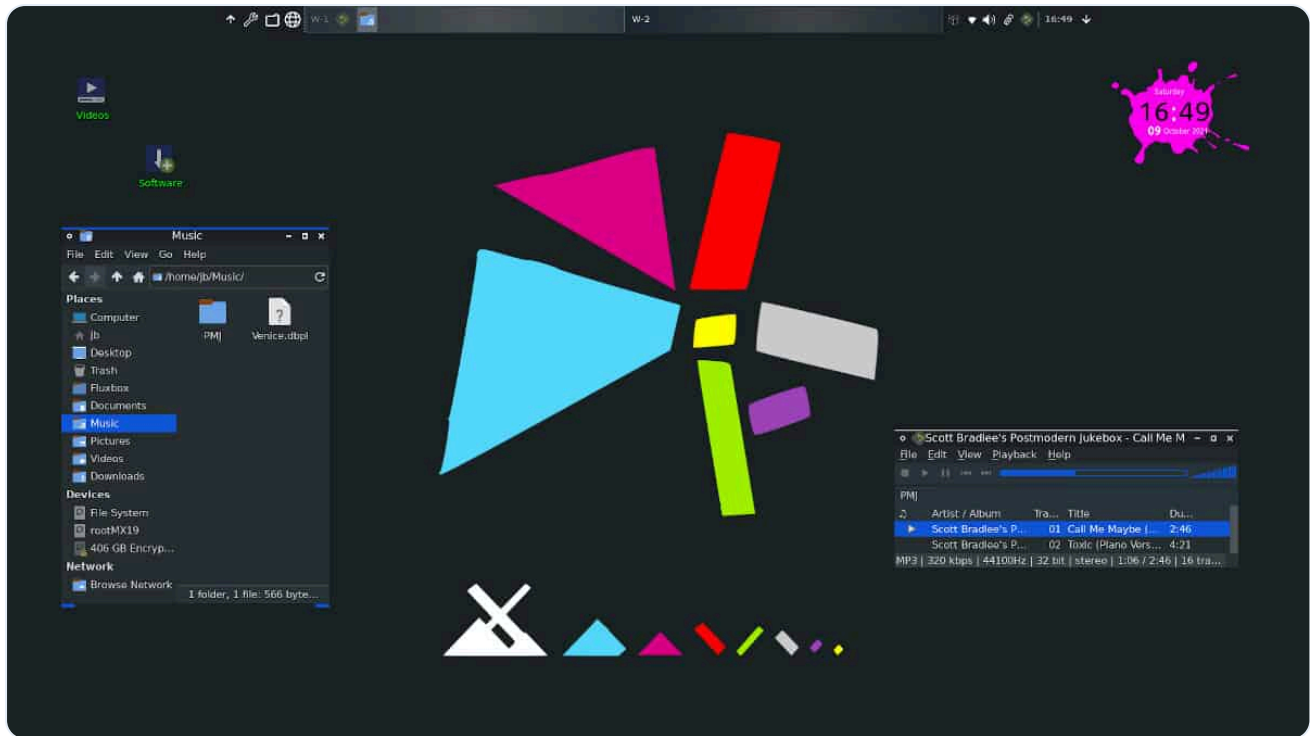 W-1
W-2
16:49
Videos
Software
Saturday
16:49
09 October 2021
Music
File Edit View Go Help
/home/jb/Music/
Places
Computer
jb
Desktop
Trash
Fluxbox
Documents
Music
Pictures
Videos
Downloads
Devices
File System
rootMX19
406 GB Encryp...
Network
Browse Network
PMJ
Venice.dbpl
1 folder, 1 file: 566 byte...
Scott Bradlee's Postmodern Jukebox - Call Me M
File Edit View Playback Help
PMJ
Artist / Album Tra... Title Du...
Scott Bradlee's P... 01 Call Me Maybe (... 2:46
Scott Bradlee's P... 02 Toxic (Piano Vers... 4:21
MP3 | 320 kbps | 44100Hz | 32 bit | stereo | 1:06 / 2:46 | 16 tra...